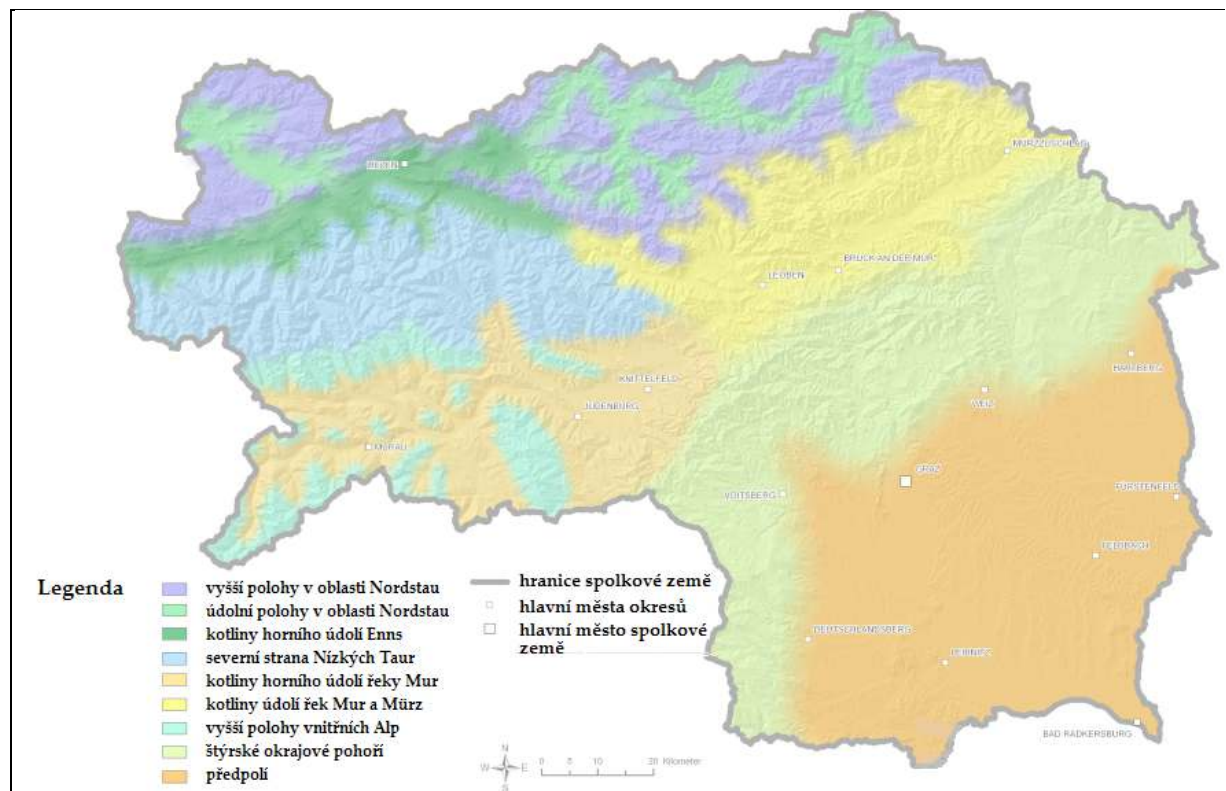 LIEZEN
MÜRZZUSCHLAG
BRUCK AN DER MUR
LEOBEN
HARTBERG
KNITTELFELD
WEIZ
JUDENBURG
MURAU
GRAZ
VOITSBERG
FÜRSTENFELD
FELDBACH
DEUTSCHLANDSBERG
LEIBNITZ
BAD RADKERSBURG
Legenda
vyšší polohy v oblasti Nordstau
údolní polohy v oblasti Nordstau
kotliny horního údolí Enns
severní strana Nízkých Taur
kotliny horního údolí řeky Mur
kotliny údolí řek Mur a Mürz
vyšší polohy vnitřních Alp
štýrské okrajové pohoří
předpolí
hranice spolkové země
hlavní města okresů
hlavní město spolkové
země
N
W E
S
0 5 10 20 Kilometer